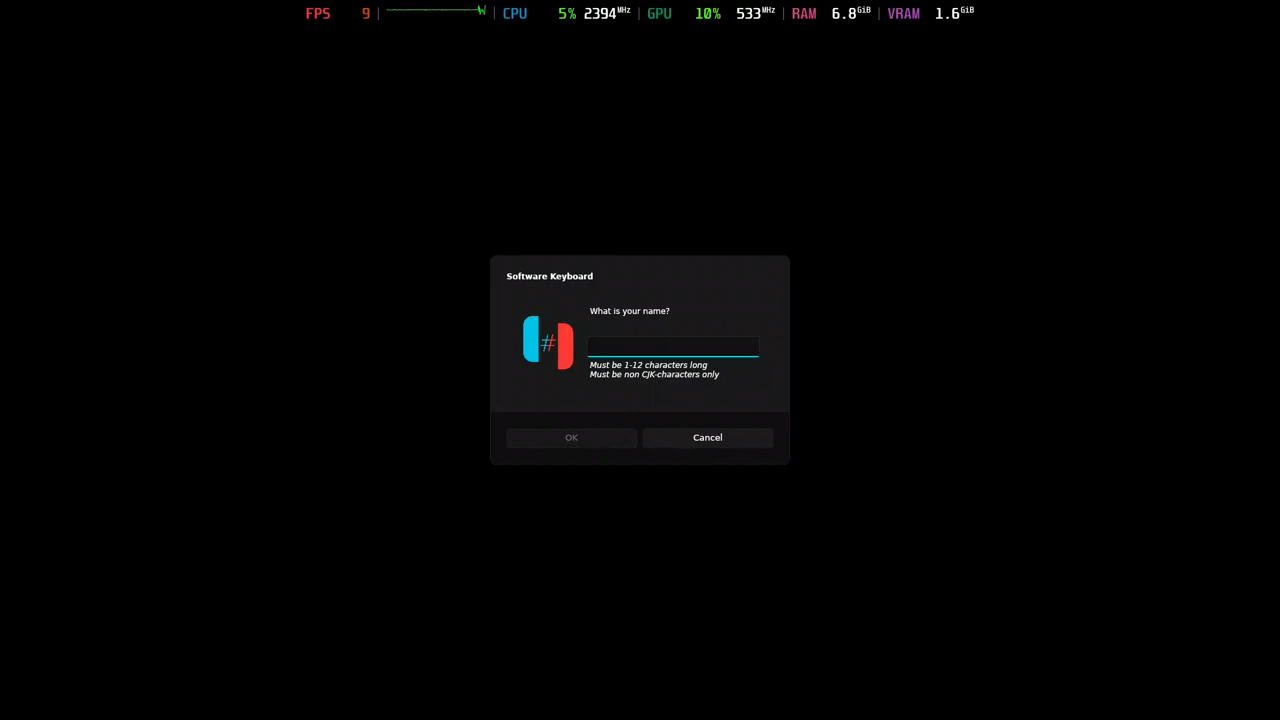 FPS 9 | CPU 5% 2394MHz | GPU 10% 533MHz | RAM 6.8GiB | VRAM 1.6GiB
Software Keyboard
What is your name?
#
Must be 1-12 characters long
Must be non CJK-characters only
OK Cancel